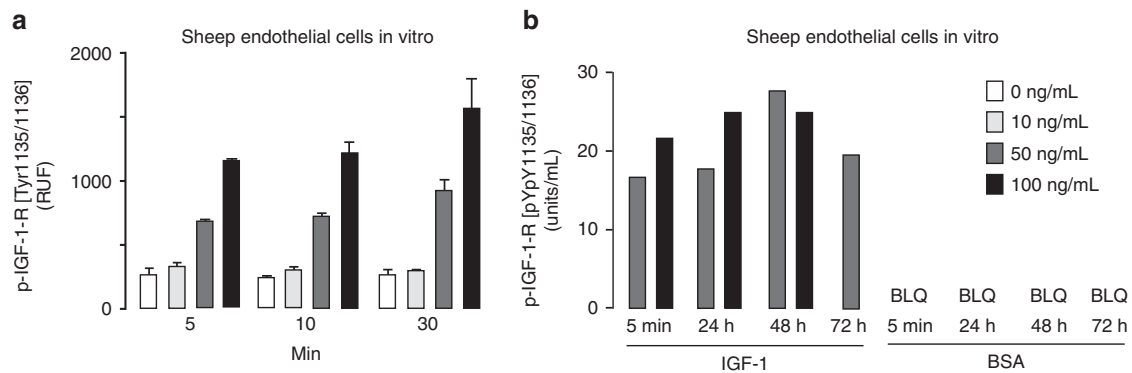 a
Sheep endothelial cells in vitro
p-IGF-1-R [Tyr1135/1136]
(RUF)
2000
1000
0
5 10 30
Min
b
Sheep endothelial cells in vitro
p-IGF-1-R [pYpY1135/1136]
(units/mL)
30
20
10
0
0 ng/mL
10 ng/mL
50 ng/mL
100 ng/mL
BLQ BLQ BLQ BLQ
5 min 24 h 48 h 72 h 5 min 24 h 48 h 72 h
IGF-1 BSA